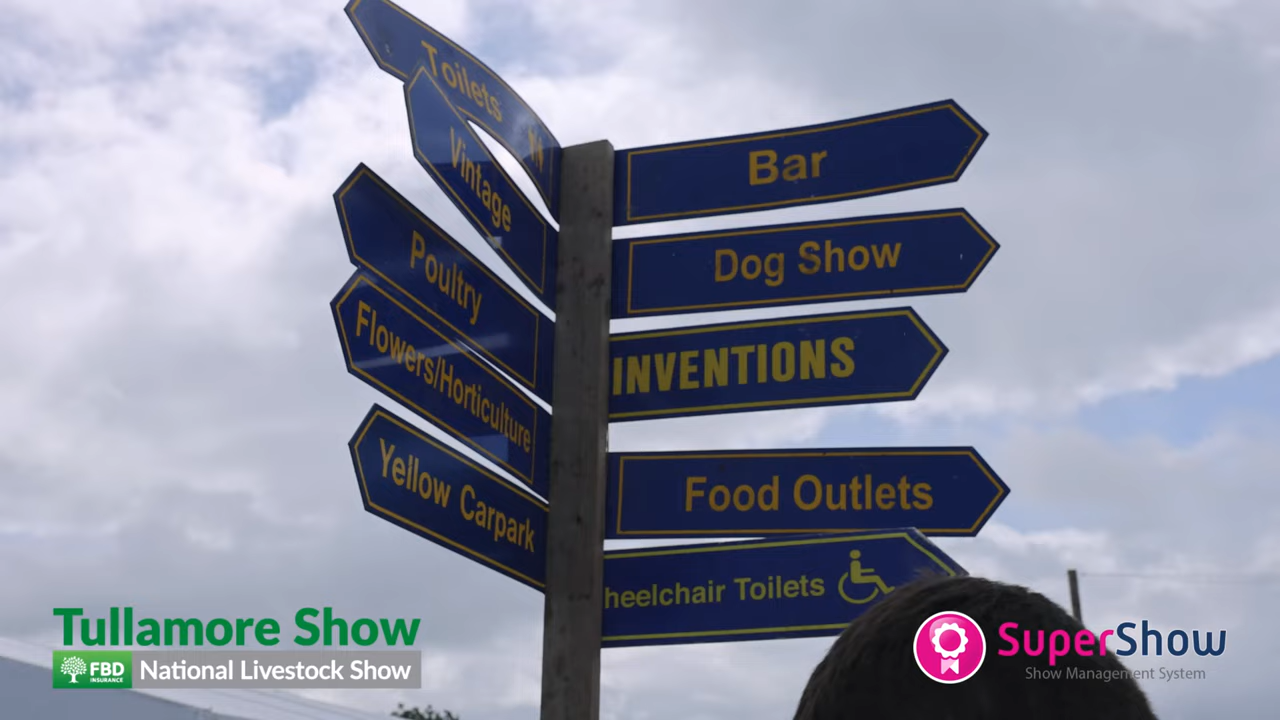 Toilets
Vintage
Poultry
Flowers/Horticulture
Yellow Carpark
Bar
Dog Show
INVENTIONS
Food Outlets
heelchair Toilets
Tullamore Show
FBD
INSURANCE
National Livestock Show
SuperShow
Show Management System